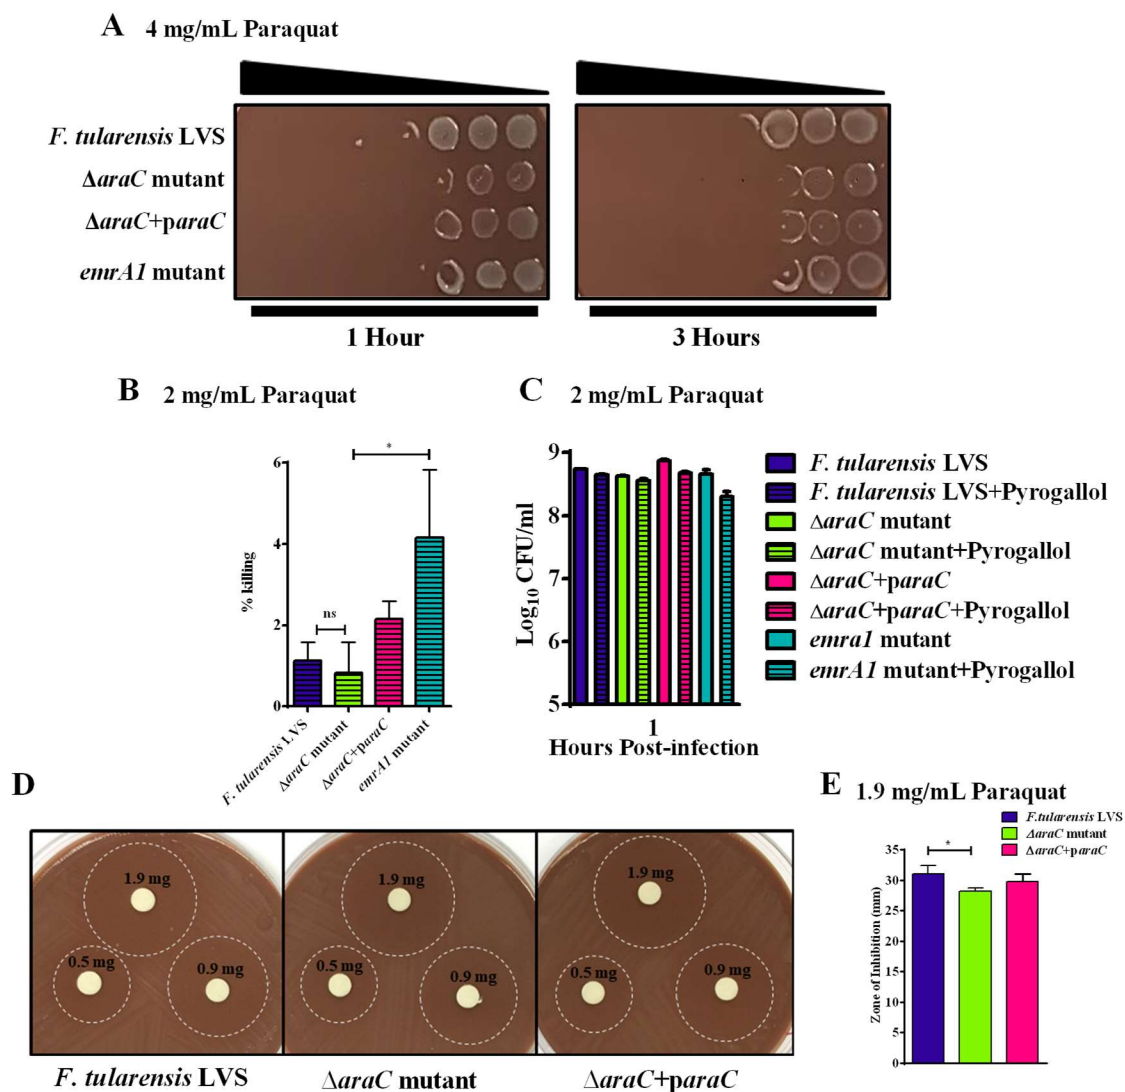 A 4 mg/mL Paraquat
F. tularensis LVS
ΔaraC mutant
ΔaraC+paraC
emrA1 mutant
1 Hour
3 Hours
B 2 mg/mL Paraquat
% killing
6
4
2
0
ns
*
F. tularensis LVS
ΔaraC mutant
ΔaraC+paraC
emrA1 mutant
C 2 mg/mL Paraquat
Log10 CFU/ml
9
8
7
6
5
1
Hours Post-infection
F. tularensis LVS
F. tularensis LVS+Pyrogallol
ΔaraC mutant
ΔaraC mutant+Pyrogallol
ΔaraC+paraC
ΔaraC+paraC+Pyrogallol
emra1 mutant
emrA1 mutant+Pyrogallol
D
1.9 mg
0.5 mg
0.9 mg
1.9 mg
0.5 mg
0.9 mg
1.9 mg
0.5 mg
0.9 mg
F. tularensis LVS
ΔaraC mutant
ΔaraC+paraC
E 1.9 mg/mL Paraquat
F.tularensis LVS
ΔaraC mutant
ΔaraC+paraC
Zone of Inhibition (mm)
35
30
25
20
15
10
5
0
*